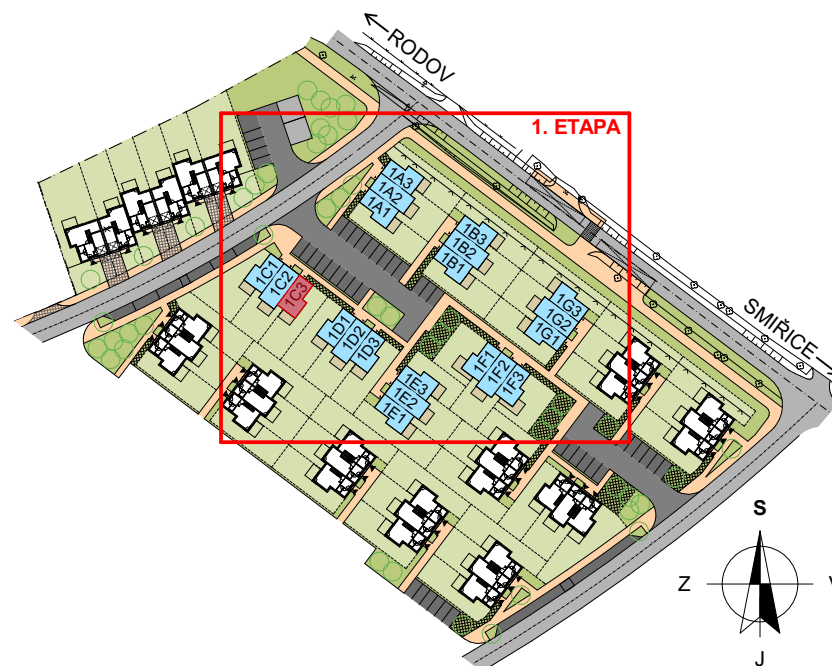 RODOV
1. ETAPA
1A3
1A2
1A1
1B3
1B2
1B1
1C1
1C2
1C3
1G3
1G2
1G1
SMIŘICE
1D1
1D2
1D3
1F1
1F2
1F3
1E3
1E2
1E1
S
Z
V
J